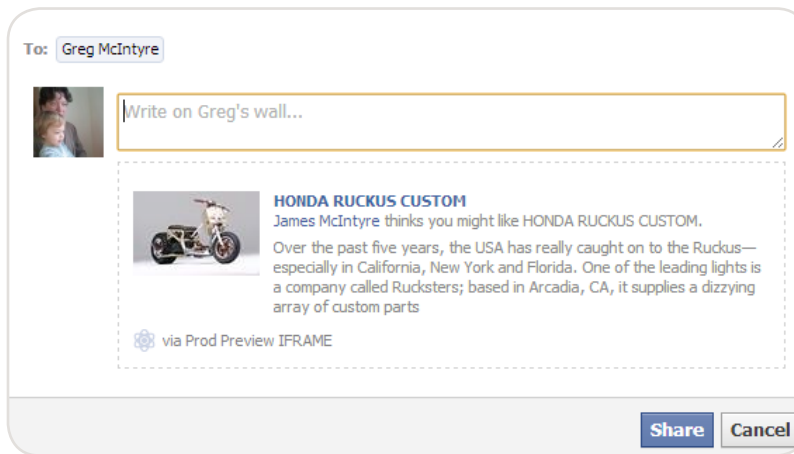 To: Greg McIntyre
Write on Greg's wall...
HONDA RUCKUS CUSTOM
James McIntyre thinks you might like HONDA RUCKUS CUSTOM.
Over the past five years, the USA has really caught on to the Ruckus—
especially in California, New York and Florida. One of the leading lights is
a company called Rucksters; based in Arcadia, CA, it supplies a dizzying
array of custom parts
via Prod Preview IFRAME
Share Cancel